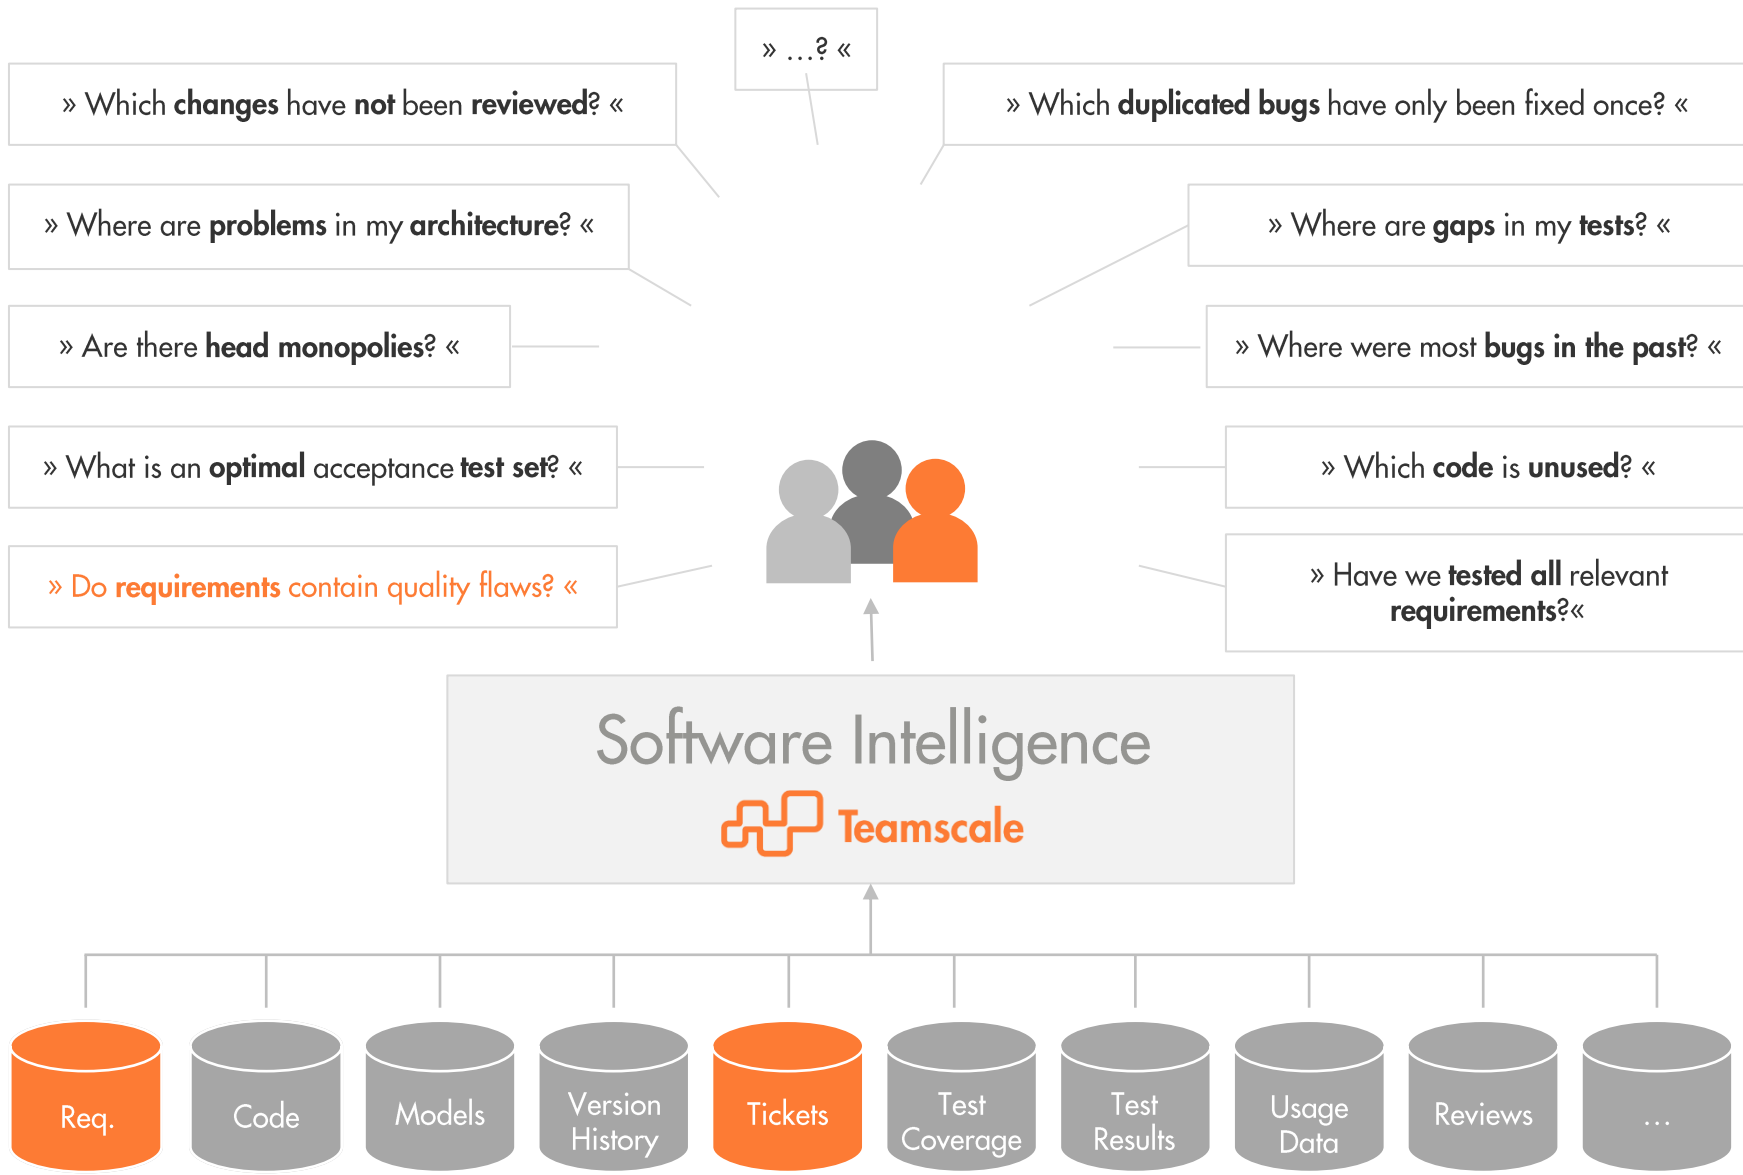 » ...? «
» Which changes have not been reviewed? «
» Which duplicated bugs have only been fixed once? «
» Where are problems in my architecture? «
» Where are gaps in my tests? «
» Are there head monopolies? «
» Where were most bugs in the past? «
» What is an optimal acceptance test set? «
» Which code is unused? «
» Do requirements contain quality flaws? «
» Have we tested all relevant
requirements?«
Software Intelligence
Teamscale
Req.
Code
Models
Version
History
Tickets
Test
Coverage
Test
Results
Usage
Data
Reviews
...